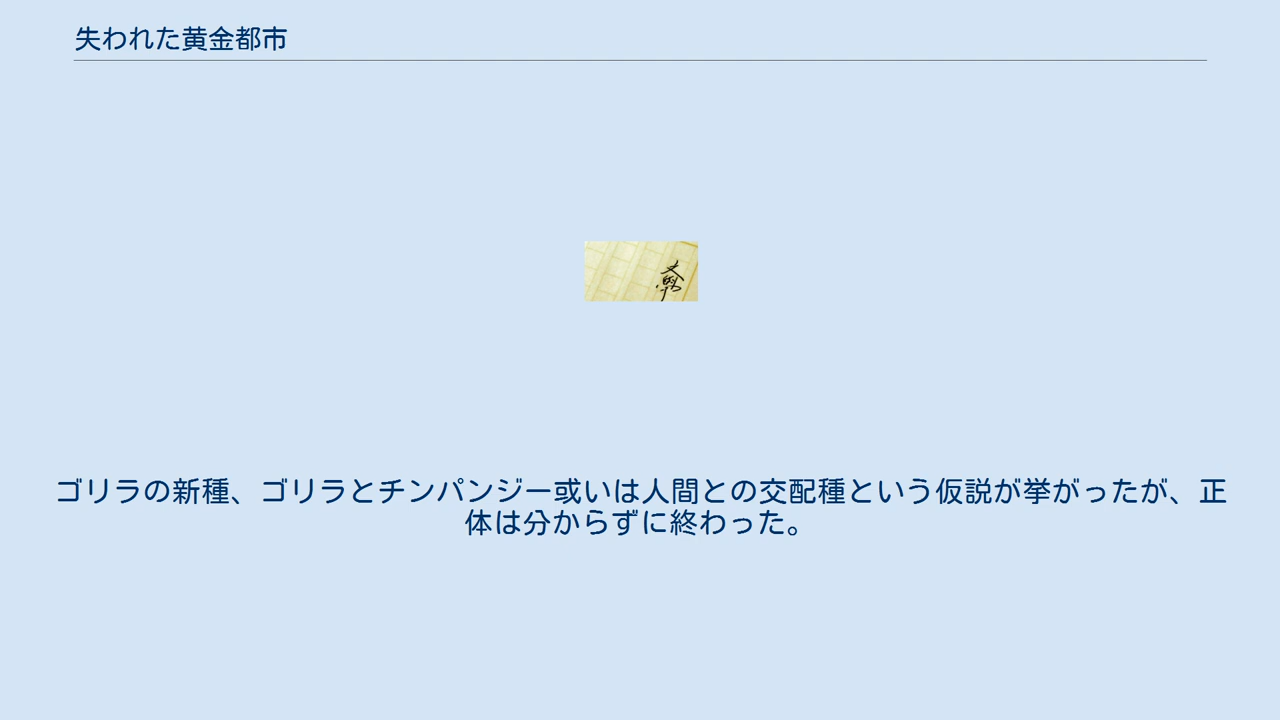 失われた黄金都市
ゴリラの新種、ゴリラとチンパンジー或いは人間との交配種という仮説が挙がったが、正
体は分からずに終わった。